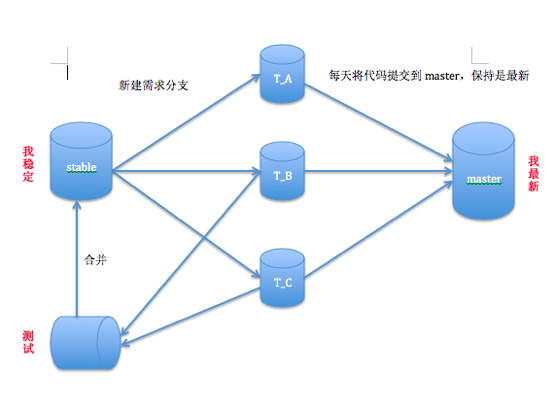 T_A
每天将代码提交到 master，保持是最新
新建需求分支
我稳定
stable
T_B
master
我最新
合并
T_C
测试